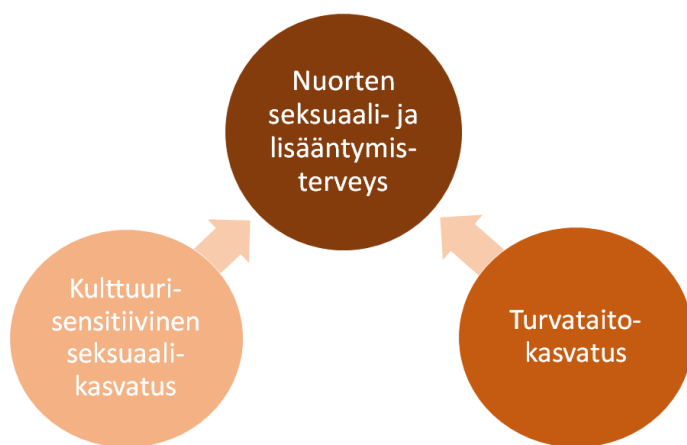 Nuorten
seksuaali- ja
lisääntymis-
terveys
Kulttuuri-
sensitiivinen
seksuaali-
kasvatus
Turvataito-
kasvatus